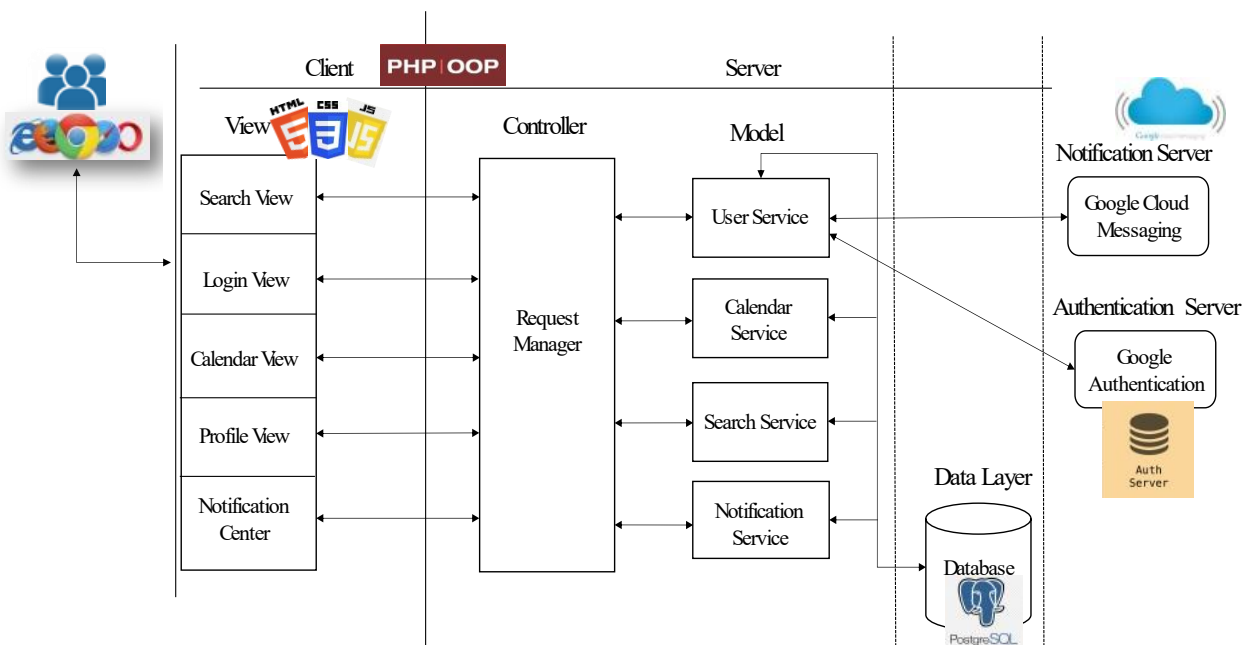 Client
PHP|OOP
Server
HTML
CSS
JS
View
Controller
Model
Notification Server
Search View
User Service
Google Cloud
Messaging
Login View
Calendar
Service
Authentication Server
Request
Manager
Calendar View
Google
Authentication
Profile View
Search Service
Auth
Server
Data Layer
Notification
Center
Notification
Service
Database
PostgreSQL